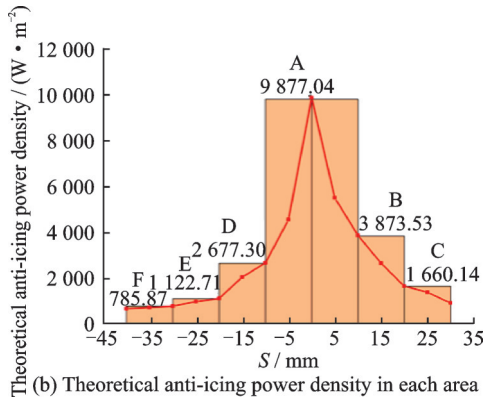 Theoretical anti-icing power density / (W • m⁻²)
12 000
10 000
8 000
6 000
4 000
2 000
0
A
9 877.04
B
3 873.53
C
1 660.14
D
2 677.30
E
1 122.71
F
785.87
−45 −35 −25 −15 −5 5 15 25 35
S / mm
(b) Theoretical anti-icing power density in each area